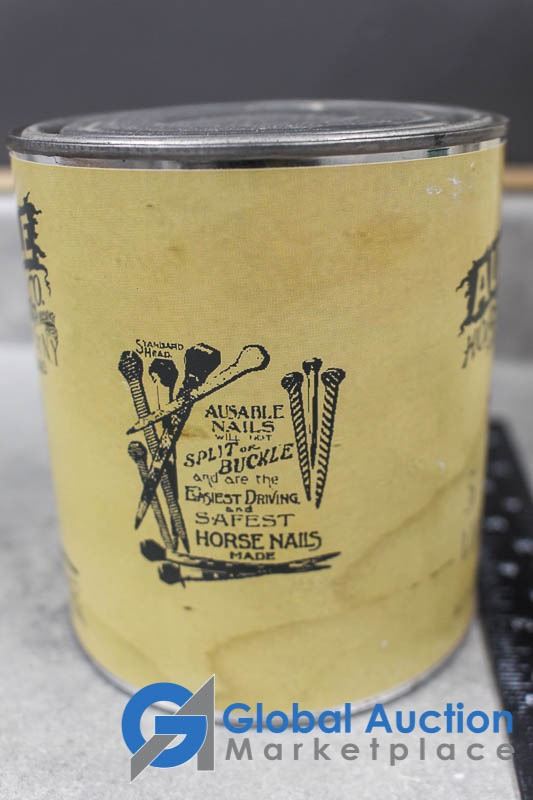 STANDARD
HEAD.
AUSABLE
NAILS
WILL NOT
SPLIT OR
BUCKLE
and are the
EASIEST DRIVING
and
SAFEST
HORSE NAILS
MADE
CO.
Global Auction
Marketplace